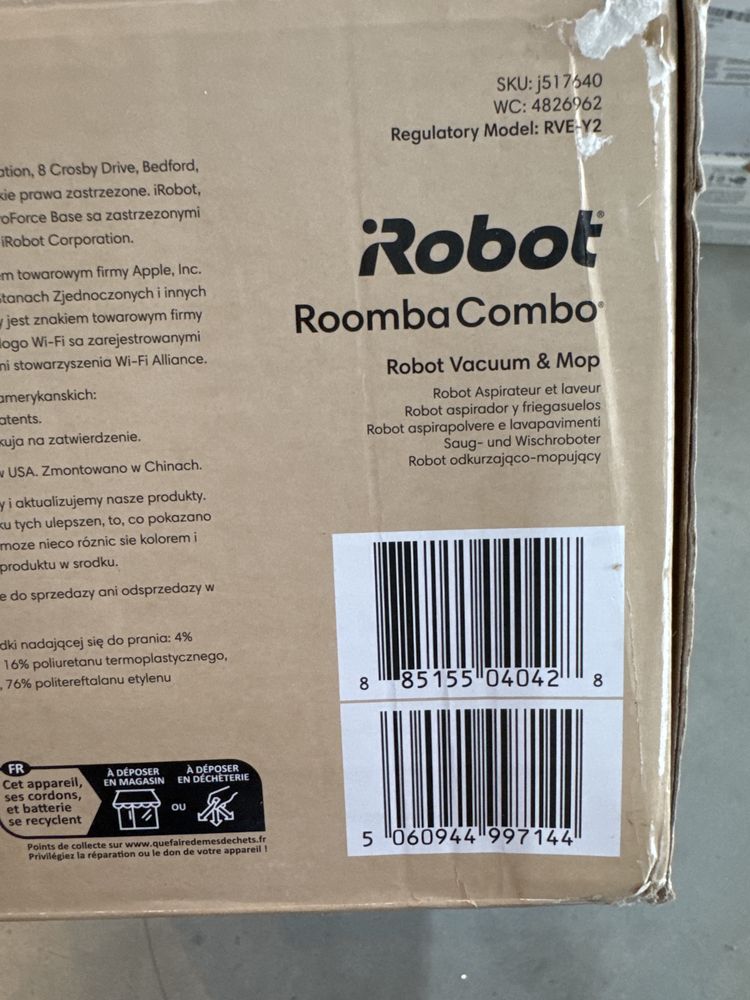 SKU: j517640
WC: 4826962
Regulatory Model: RVE-Y2
iRobot®
Roomba Combo®
Robot Vacuum & Mop
Robot Aspirateur et laveur
Robot aspirador y friegasuelos
Robot aspirapolvere e lavapavimenti
Saug- und Wischroboter
Robot odkurzająco-mopujący
ation, 8 Crosby Drive, Bedford,
kie prawa zastrzezone. iRobot,
oForce Base sa zastrzezonymi
iRobot Corporation.
m towarowym firmy Apple, Inc.
Stanach Zjednoczonych i innych
y jest znakiem towarowym firmy
logo Wi-Fi sa zarejestrowanymi
ni stowarzyszenia Wi-Fi Alliance.
amerykanskich:
atents.
kuja na zatwierdzenie.
w USA. Zmontowano w Chinach.
y i aktualizujemy nasze produkty.
ku tych ulepszen, to, co pokazano
moze nieco róznic sie kolorem i
produktu w srodku.
e do sprzedazy ani odsprzedazy w
dki nadającej się do prania: 4%
16% poliuretanu termoplastycznego,
, 76% politereftalanu etylenu
8 85155 04042 8
5 060944 997144
FR
Cet appareil,
ses cordons,
et batterie
se recyclent
À DÉPOSER
EN MAGASIN
OU
À DÉPOSER
EN DÉCHÈTERIE
Points de collecte sur www.quefairedemesdechets.fr
Privilégiez la réparation ou le don de votre appareil !